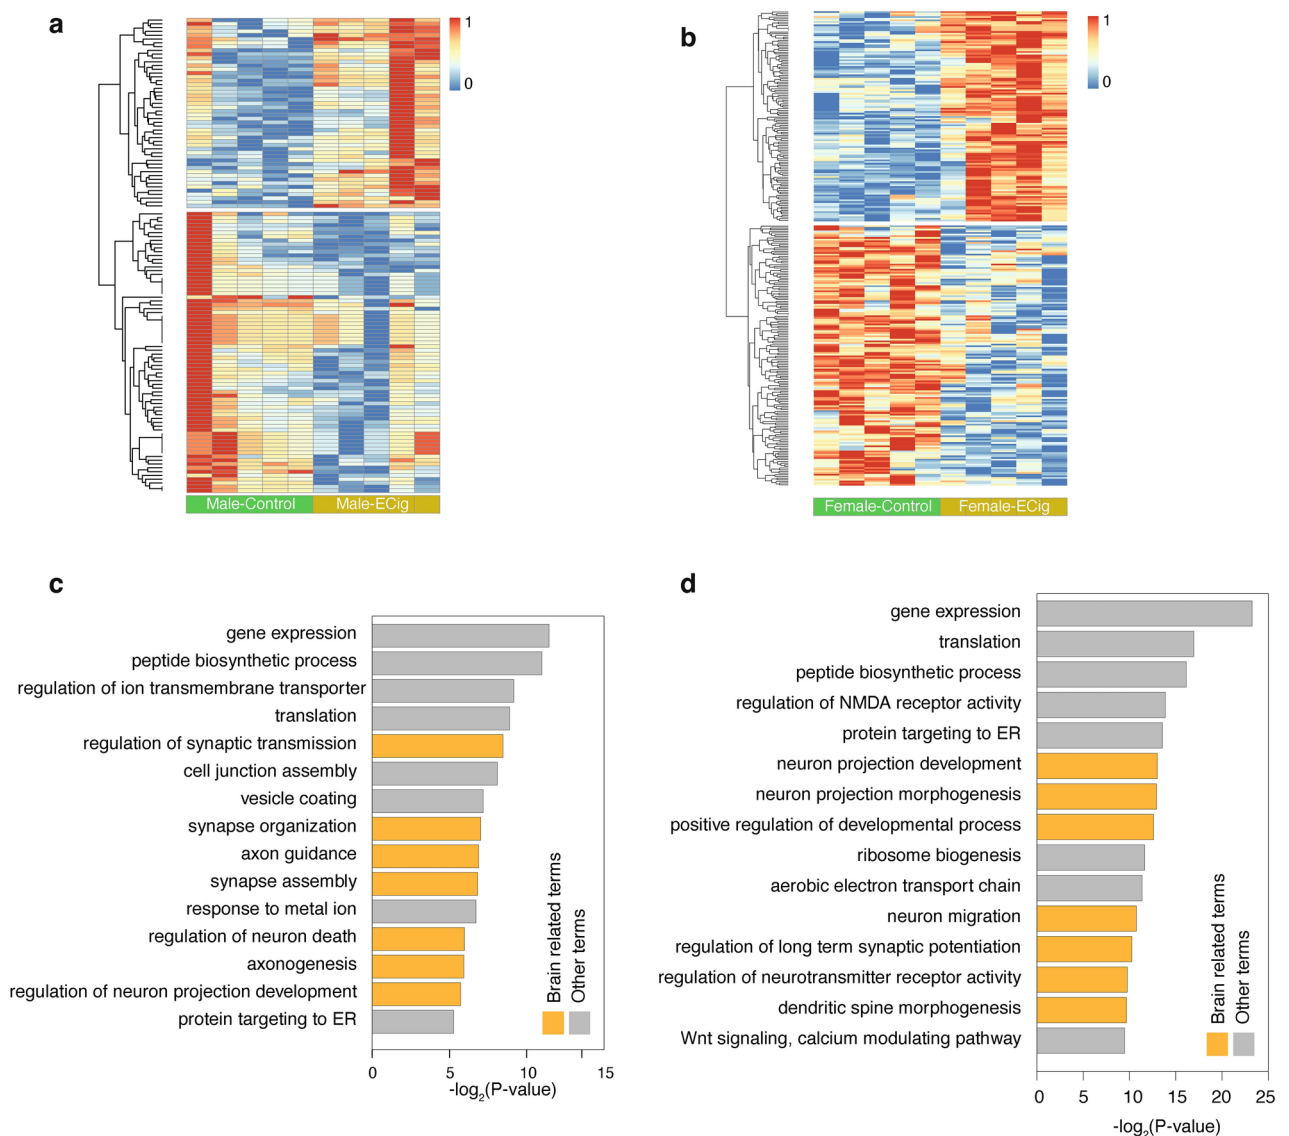 a
1
0
Male-Control
Male-ECig
b
1
0
Female-Control
Female-ECig
c
gene expression
peptide biosynthetic process
regulation of ion transmembrane transporter
translation
regulation of synaptic transmission
cell junction assembly
vesicle coating
synapse organization
axon guidance
synapse assembly
response to metal ion
regulation of neuron death
axonogenesis
regulation of neuron projection development
protein targeting to ER
Brain related terms
Other terms
0 5 10 15
-log2(P-value)
d
gene expression
translation
peptide biosynthetic process
regulation of NMDA receptor activity
protein targeting to ER
neuron projection development
neuron projection morphogenesis
positive regulation of developmental process
ribosome biogenesis
aerobic electron transport chain
neuron migration
regulation of long term synaptic potentiation
regulation of neurotransmitter receptor activity
dendritic spine morphogenesis
Wnt signaling, calcium modulating pathway
Brain related terms
Other terms
0 5 10 15 20 25
-log2(P-value)